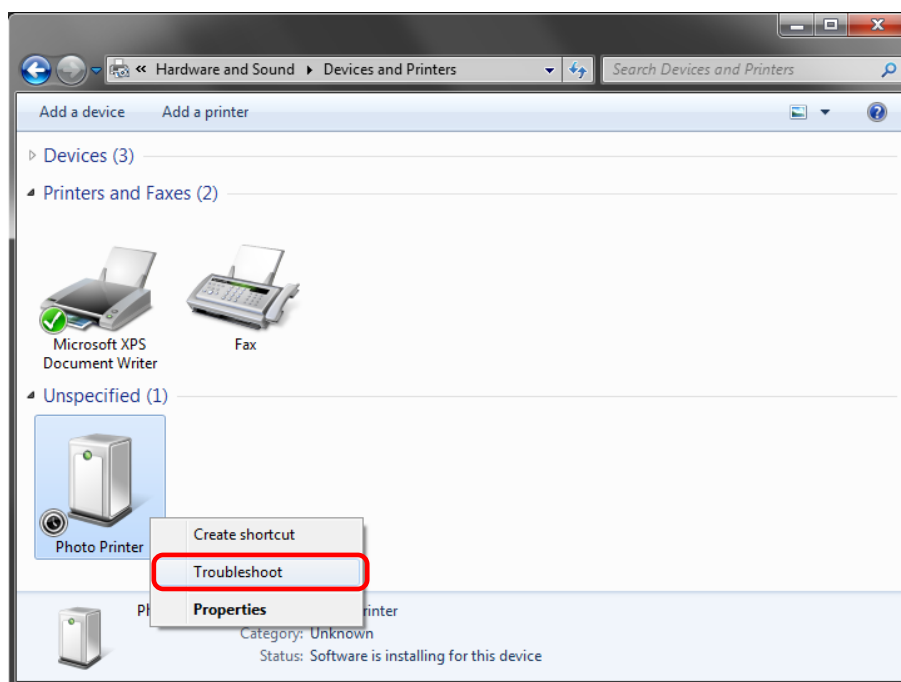 « Hardware and Sound Devices and Printers Search Devices and Printers
Add a device Add a printer
Devices (3)
Printers and Faxes (2)
Microsoft XPS Document Writer
Fax
Unspecified (1)
Photo Printer
Create shortcut
Troubleshoot
Properties
Category: Unknown
Status: Software is installing for this device